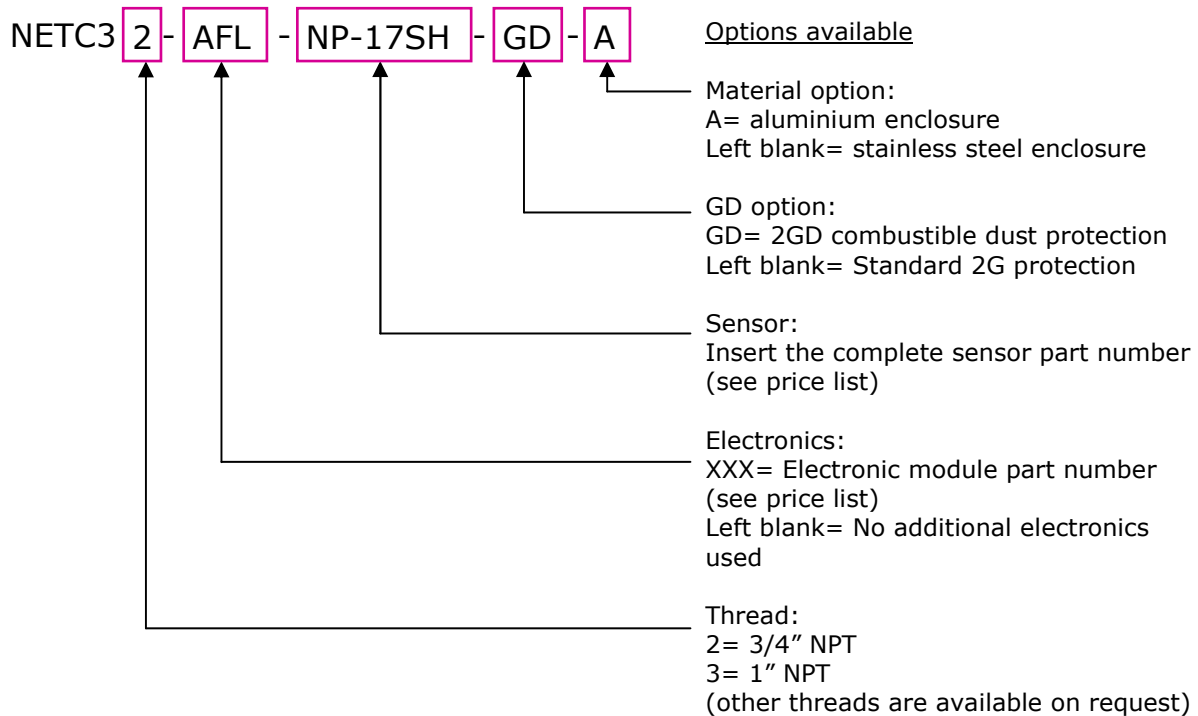 NETC3 2 - AFL - NP-17SH - GD - A
Options available
Material option:
A= aluminium enclosure
Left blank= stainless steel enclosure
GD option:
GD= 2GD combustible dust protection
Left blank= Standard 2G protection
Sensor:
Insert the complete sensor part number
(see price list)
Electronics:
XXX= Electronic module part number
(see price list)
Left blank= No additional electronics
used
Thread:
2= 3/4” NPT
3= 1” NPT
(other threads are available on request)